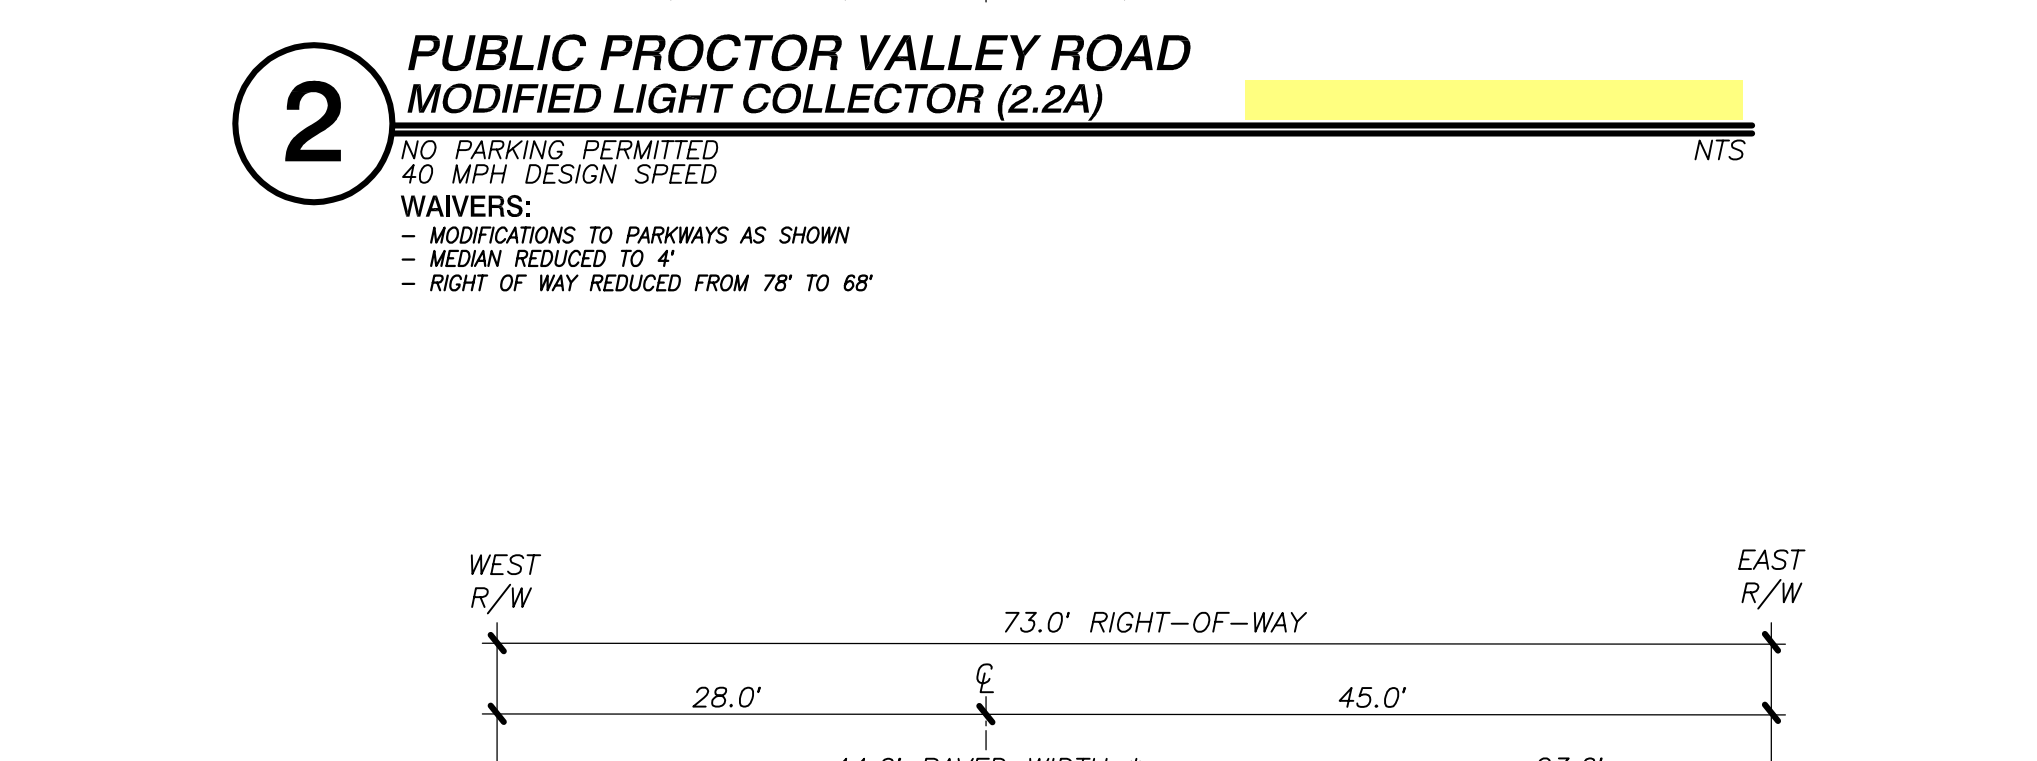 2
PUBLIC PROCTOR VALLEY ROAD
MODIFIED LIGHT COLLECTOR (2.2A)
NO PARKING PERMITTED
NTS
40 MPH DESIGN SPEED
WAIVERS:
- MODIFICATIONS TO PARKWAYS AS SHOWN
- MEDIAN REDUCED TO 4'
- RIGHT OF WAY REDUCED FROM 78' TO 68'
WEST
R/W
EAST
R/W
73.0' RIGHT-OF-WAY
℄
28.0'
45.0'